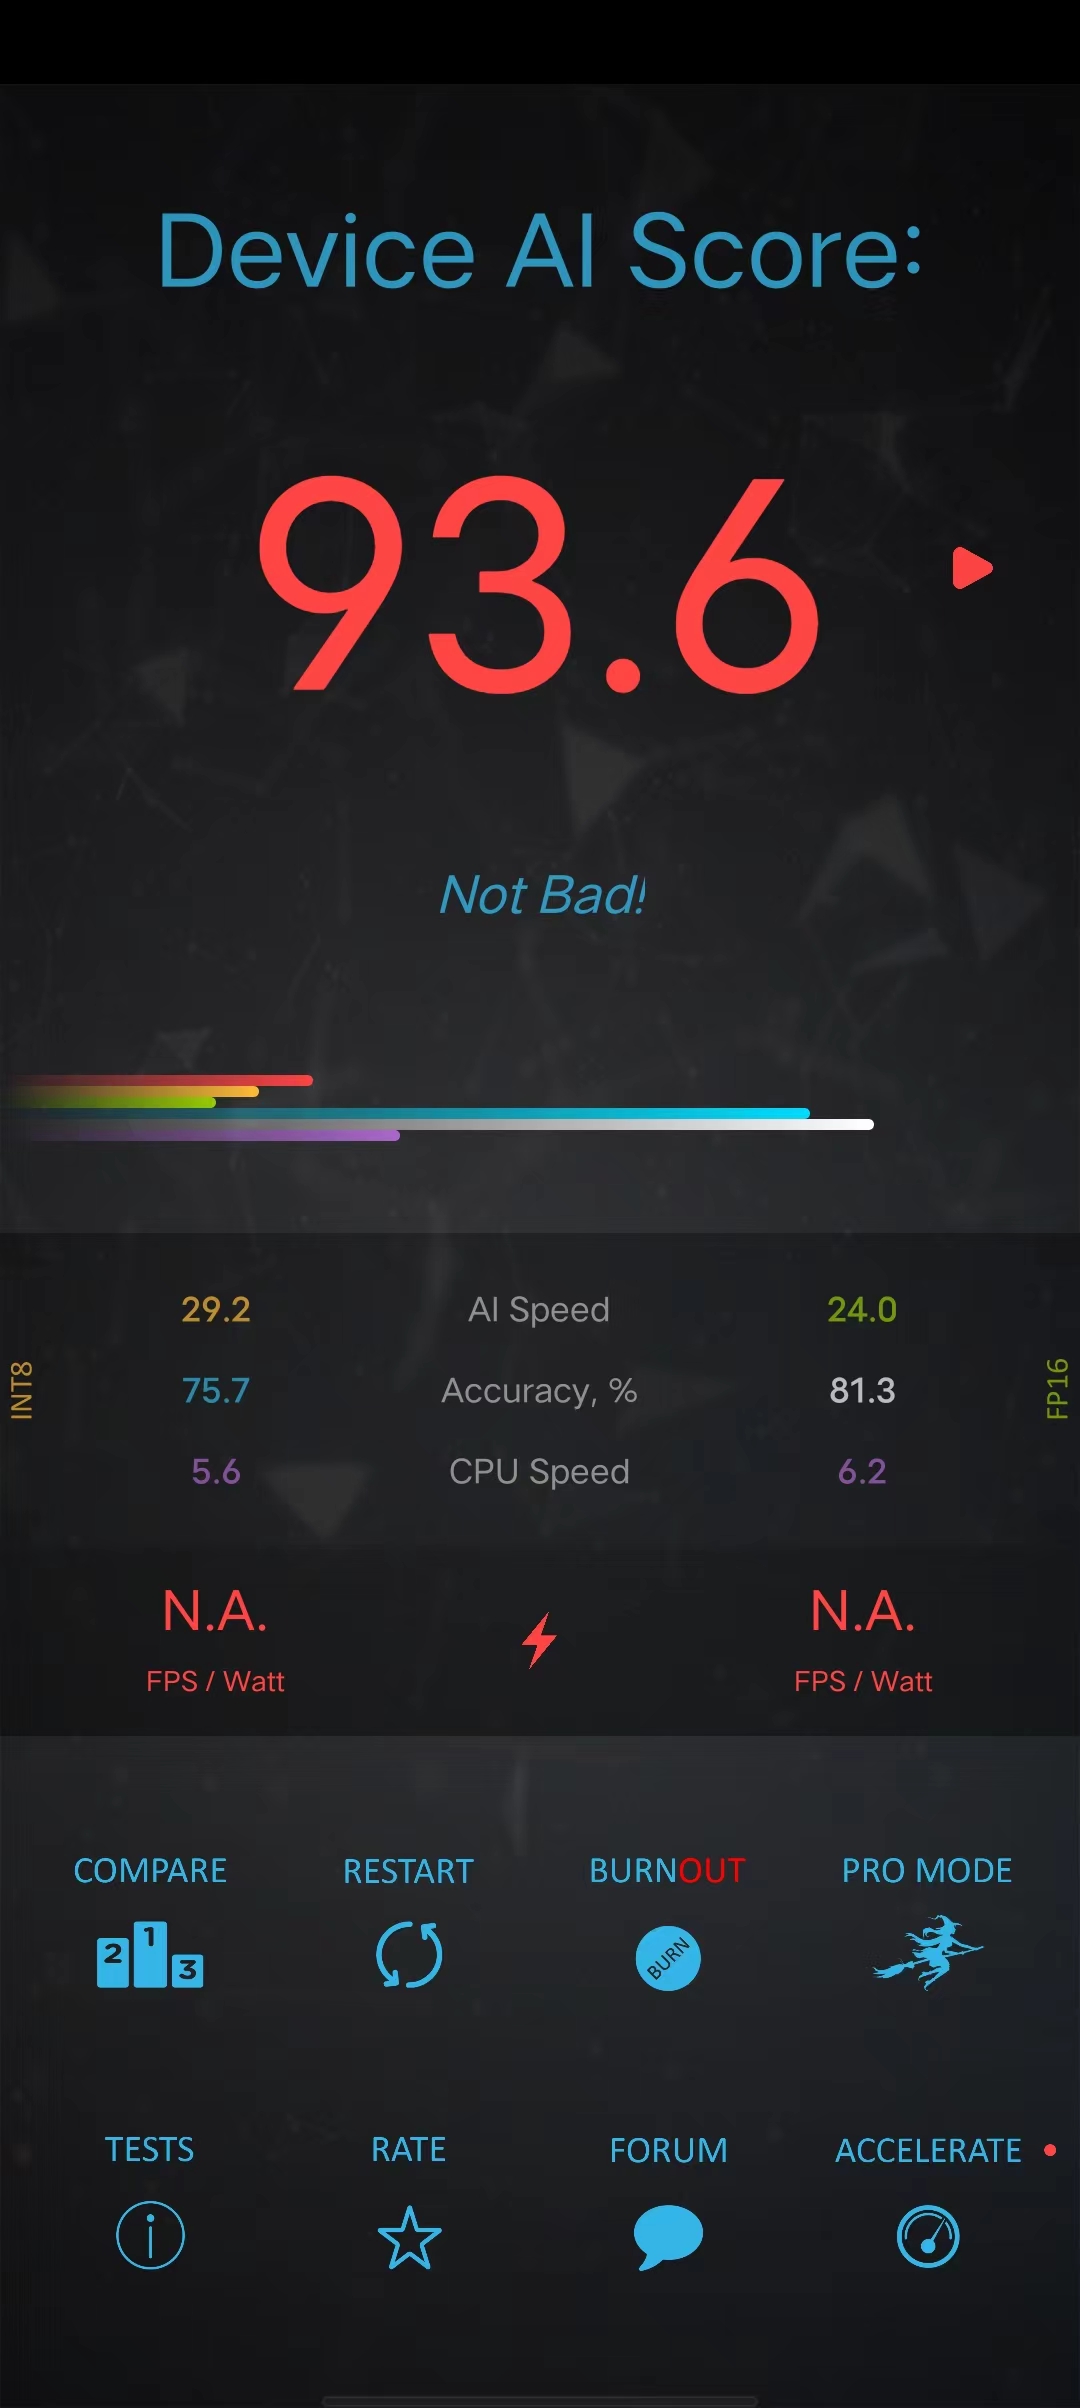 Device AI Score:
93.6
Not Bad!
29.2 AI Speed 24.0
INT8 75.7 Accuracy, % 81.3 FP16
5.6 CPU Speed 6.2
N.A. N.A.
FPS / Watt FPS / Watt
COMPARE RESTART BURNOUT PRO MODE
2 1 3 BURN
TESTS RATE FORUM ACCELERATE